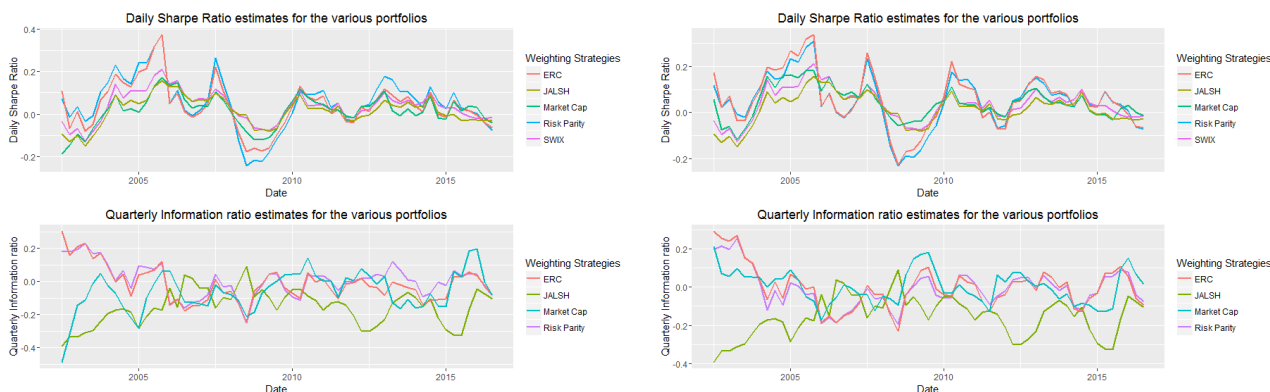 Daily Sharpe Ratio estimates for the various portfolios
Daily Sharpe Ratio
0.4
0.2
0.0
-0.2
2005
2010
2015
Date
Weighting Strategies
ERC
JALSH
Market Cap
Risk Parity
SWIX
Quarterly Information ratio estimates for the various portfolios
Quarterly Information ratio
0.2
0.0
-0.2
-0.4
2005
2010
2015
Date
Weighting Strategies
ERC
JALSH
Market Cap
Risk Parity
Daily Sharpe Ratio estimates for the various portfolios
Daily Sharpe Ratio
0.2
0.0
-0.2
2005
2010
2015
Date
Weighting Strategies
ERC
JALSH
Market Cap
Risk Parity
SWIX
Quarterly Information ratio estimates for the various portfolios
Quarterly Information ratio
0.2
0.0
-0.2
-0.4
2005
2010
2015
Date
Weighting Strategies
ERC
JALSH
Market Cap
Risk Parity